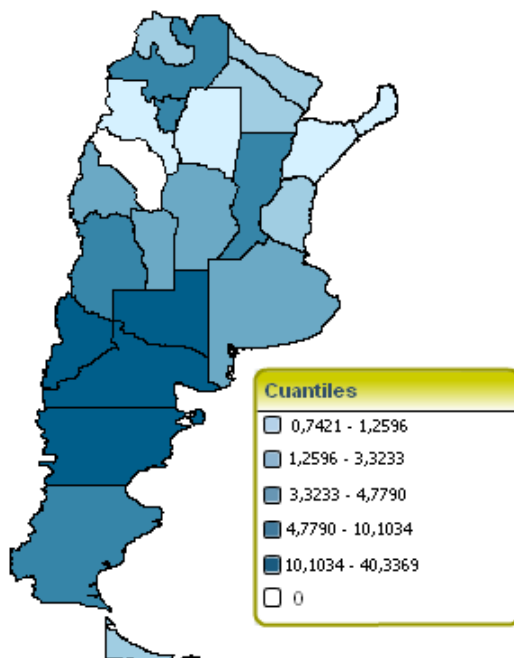 Cuantiles
0,7421 - 1,2596
1,2596 - 3,3233
3,3233 - 4,7790
4,7790 - 10,1034
10,1034 - 40,3369
0